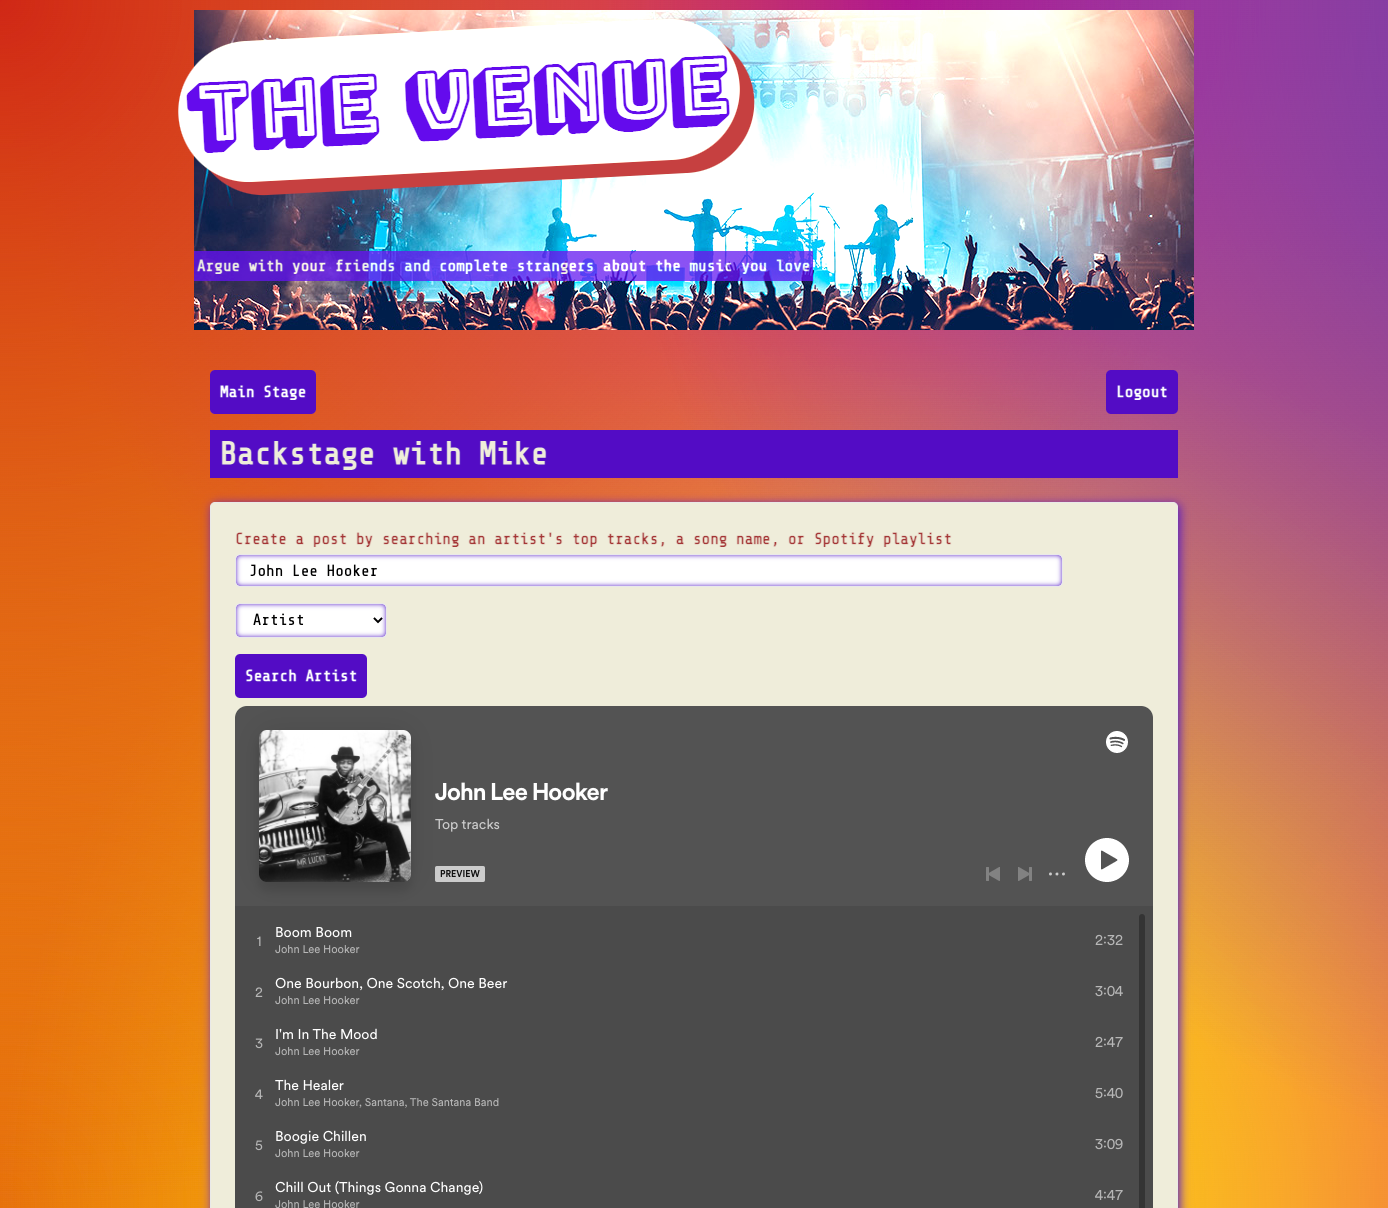 THE VENUE
Argue with your friends and complete strangers about the music you love!
Main Stage
Logout
Backstage with Mike
Create a post by searching an artist's top tracks, a song name, or Spotify playlist
John Lee Hooker
Artist
Search Artist
MR LUCKY
John Lee Hooker
Top tracks
PREVIEW
1 Boom Boom 2:32
John Lee Hooker
2 One Bourbon, One Scotch, One Beer 3:04
John Lee Hooker
3 I'm In The Mood 2:47
John Lee Hooker
4 The Healer 5:40
John Lee Hooker, Santana, The Santana Band
5 Boogie Chillen 3:09
John Lee Hooker
6 Chill Out (Things Gonna Change) 4:47
John Lee Hooker